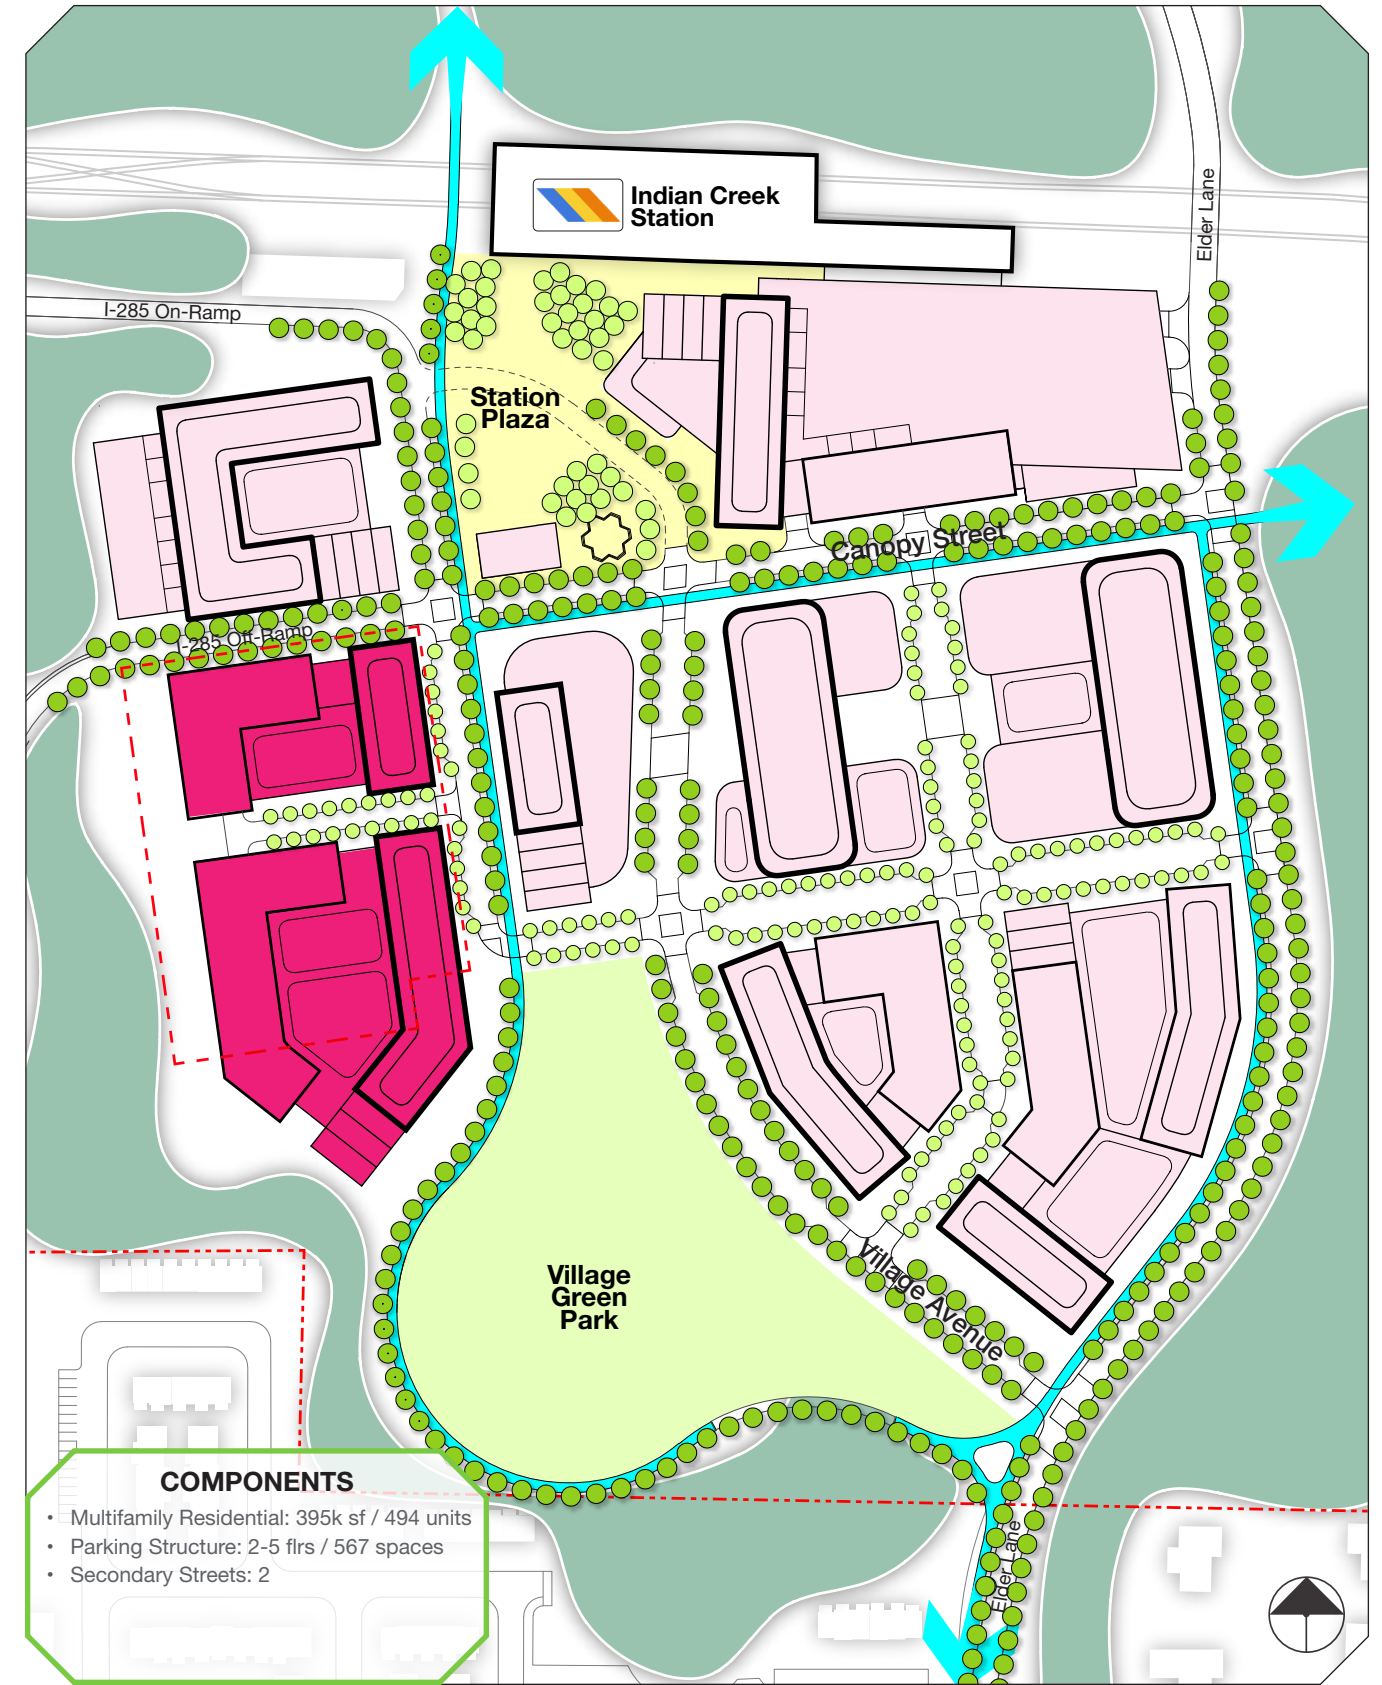 Indian Creek
Station
Elder Lane
I-285 On-Ramp
Station
Plaza
Canopy Street
I-285 Off-Ramp
Village
Green
Park
Village Avenue
COMPONENTS
• Multifamily Residential: 395k sf / 494 units
• Parking Structure: 2-5 flrs / 567 spaces
• Secondary Streets: 2
Elder Lane